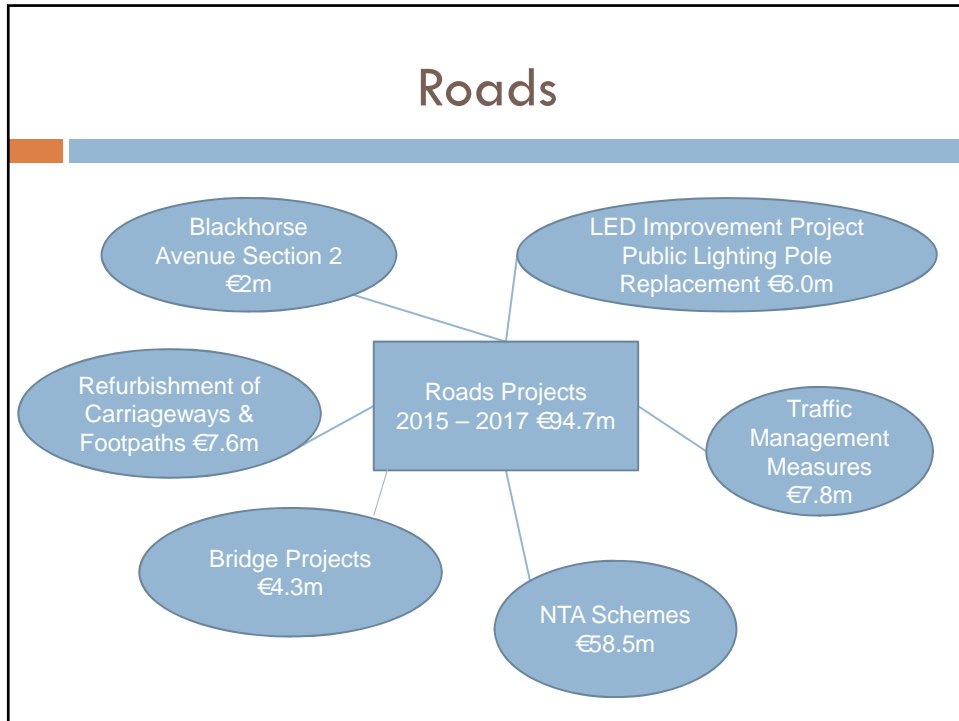 Roads
Blackhorse
Avenue Section 2
€2m
LED Improvement Project
Public Lighting Pole
Replacement €6.0m
Refurbishment of
Carriageways &
Footpaths €7.6m
Roads Projects
2015 – 2017 €94.7m
Traffic
Management
Measures
€7.8m
Bridge Projects
€4.3m
NTA Schemes
€58.5m